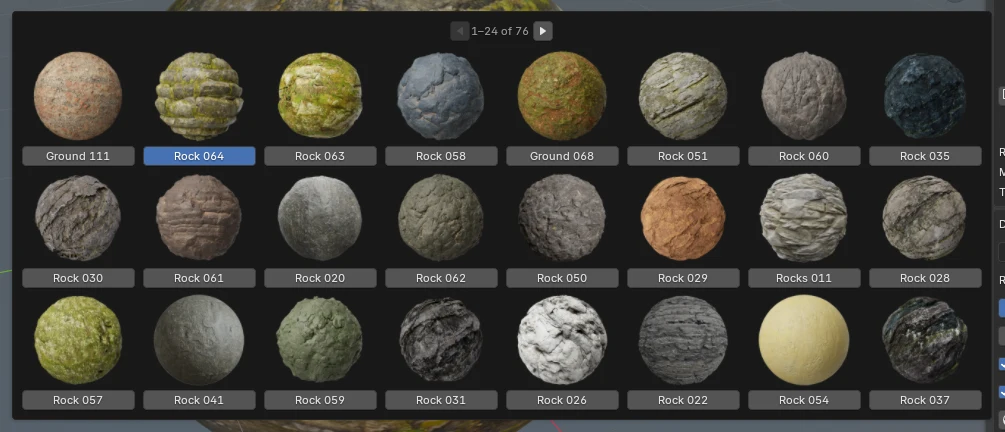 1–24 of 76
Ground 111 Rock 064 Rock 063 Rock 058 Ground 068 Rock 051 Rock 060 Rock 035
Rock 030 Rock 061 Rock 020 Rock 062 Rock 050 Rock 029 Rocks 011 Rock 028
Rock 057 Rock 041 Rock 059 Rock 031 Rock 026 Rock 022 Rock 054 Rock 037